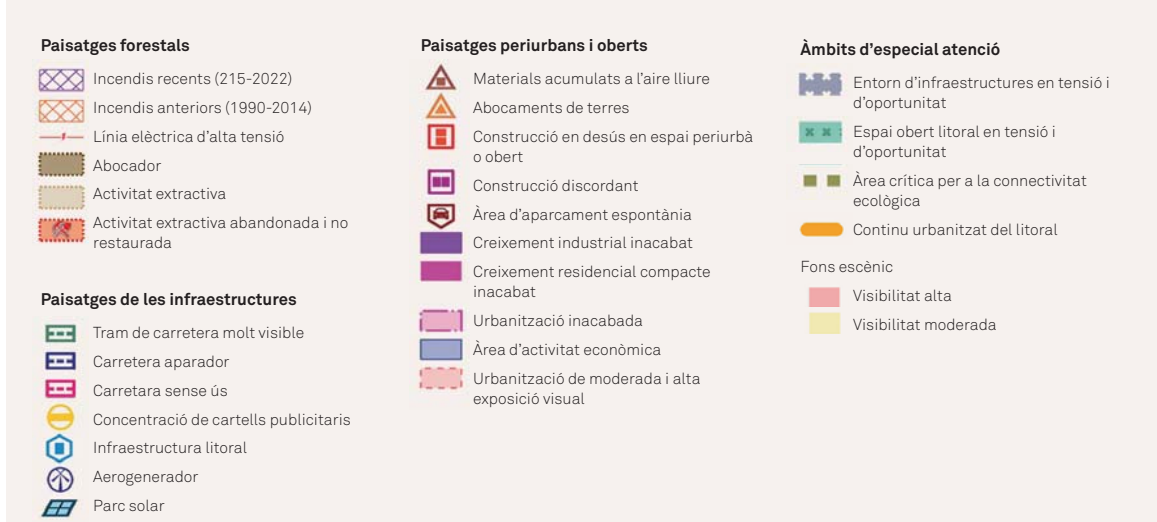 Paisatges forestals
Incendis recents (215-2022)
Incendis anteriors (1990-2014)
Línia elèctrica d'alta tensió
Abocador
Activitat extractiva
Activitat extractiva abandonada i no
restaurada
Paisatges de les infraestructures
Tram de carretera molt visible
Carretera aparador
Carretara sense ús
Concentració de cartells publicitaris
Infraestructura litoral
Aerogenerador
Parc solar
Paisatges periurbans i oberts
Materials acumulats a l'aire lliure
Abocaments de terres
Construcció en desús en espai periurbà
o obert
Construcció discordant
Àrea d'aparcament espontània
Creixement industrial inacabat
Creixement residencial compacte
inacabat
Urbanització inacabada
Àrea d'activitat econòmica
Urbanització de moderada i alta
exposició visual
Àmbits d'especial atenció
Entorn d'infraestructures en tensió i
d'oportunitat
Espai obert litoral en tensió i
d'oportunitat
Àrea crítica per a la connectivitat
ecològica
Continu urbanitzat del litoral
Fons escènic
Visibilitat alta
Visibilitat moderada